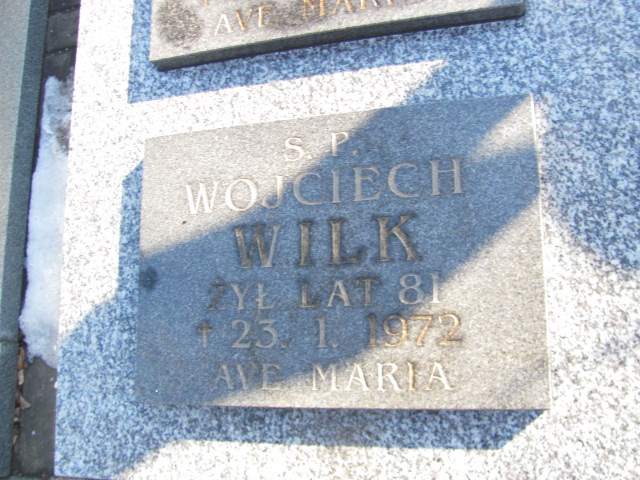 AVE MARIA
S. P.
WOJCIECH
WILK
ŻYŁ LAT 81
† 23. 1. 1972
AVE MARIA